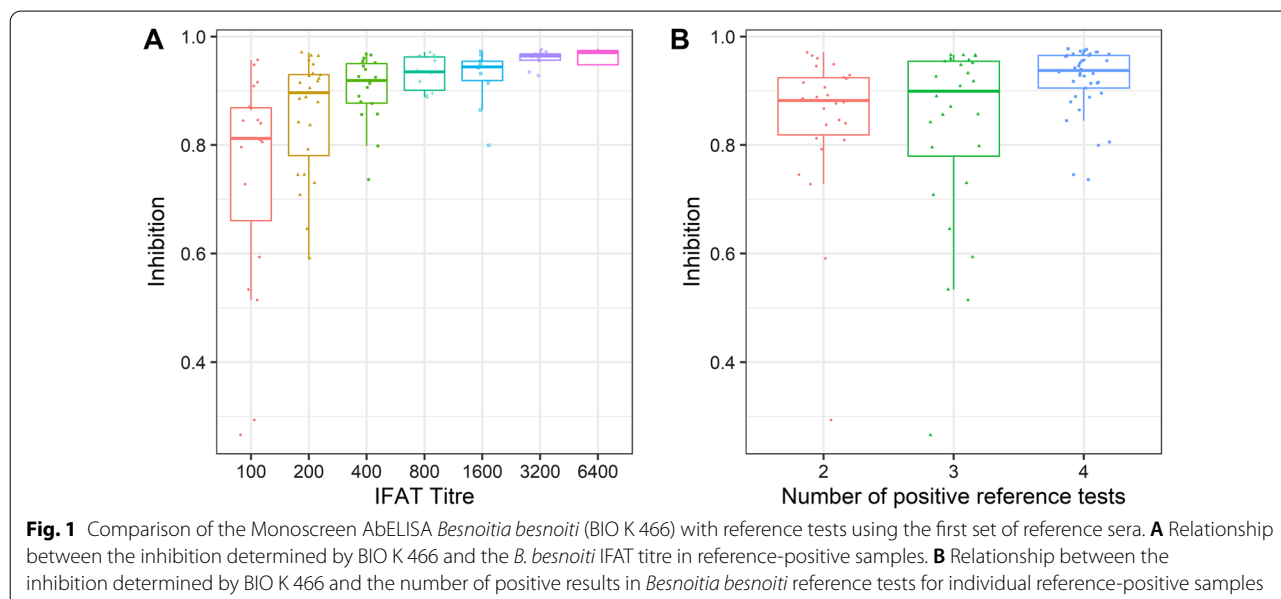 A
B
1.0
0.8
0.6
0.4
Inhibition
100 200 400 800 1600 3200 6400
IFAT Titre
1.0
0.8
0.6
0.4
Inhibition
2 3 4
Number of positive reference tests
Fig. 1 Comparison of the Monoscreen AbELISA Besnoitia besnoiti (BIO K 466) with reference tests using the first set of reference sera. A Relationship
between the inhibition determined by BIO K 466 and the B. besnoiti IFAT titre in reference-positive samples. B Relationship between the
inhibition determined by BIO K 466 and the number of positive results in Besnoitia besnoiti reference tests for individual reference-positive samples